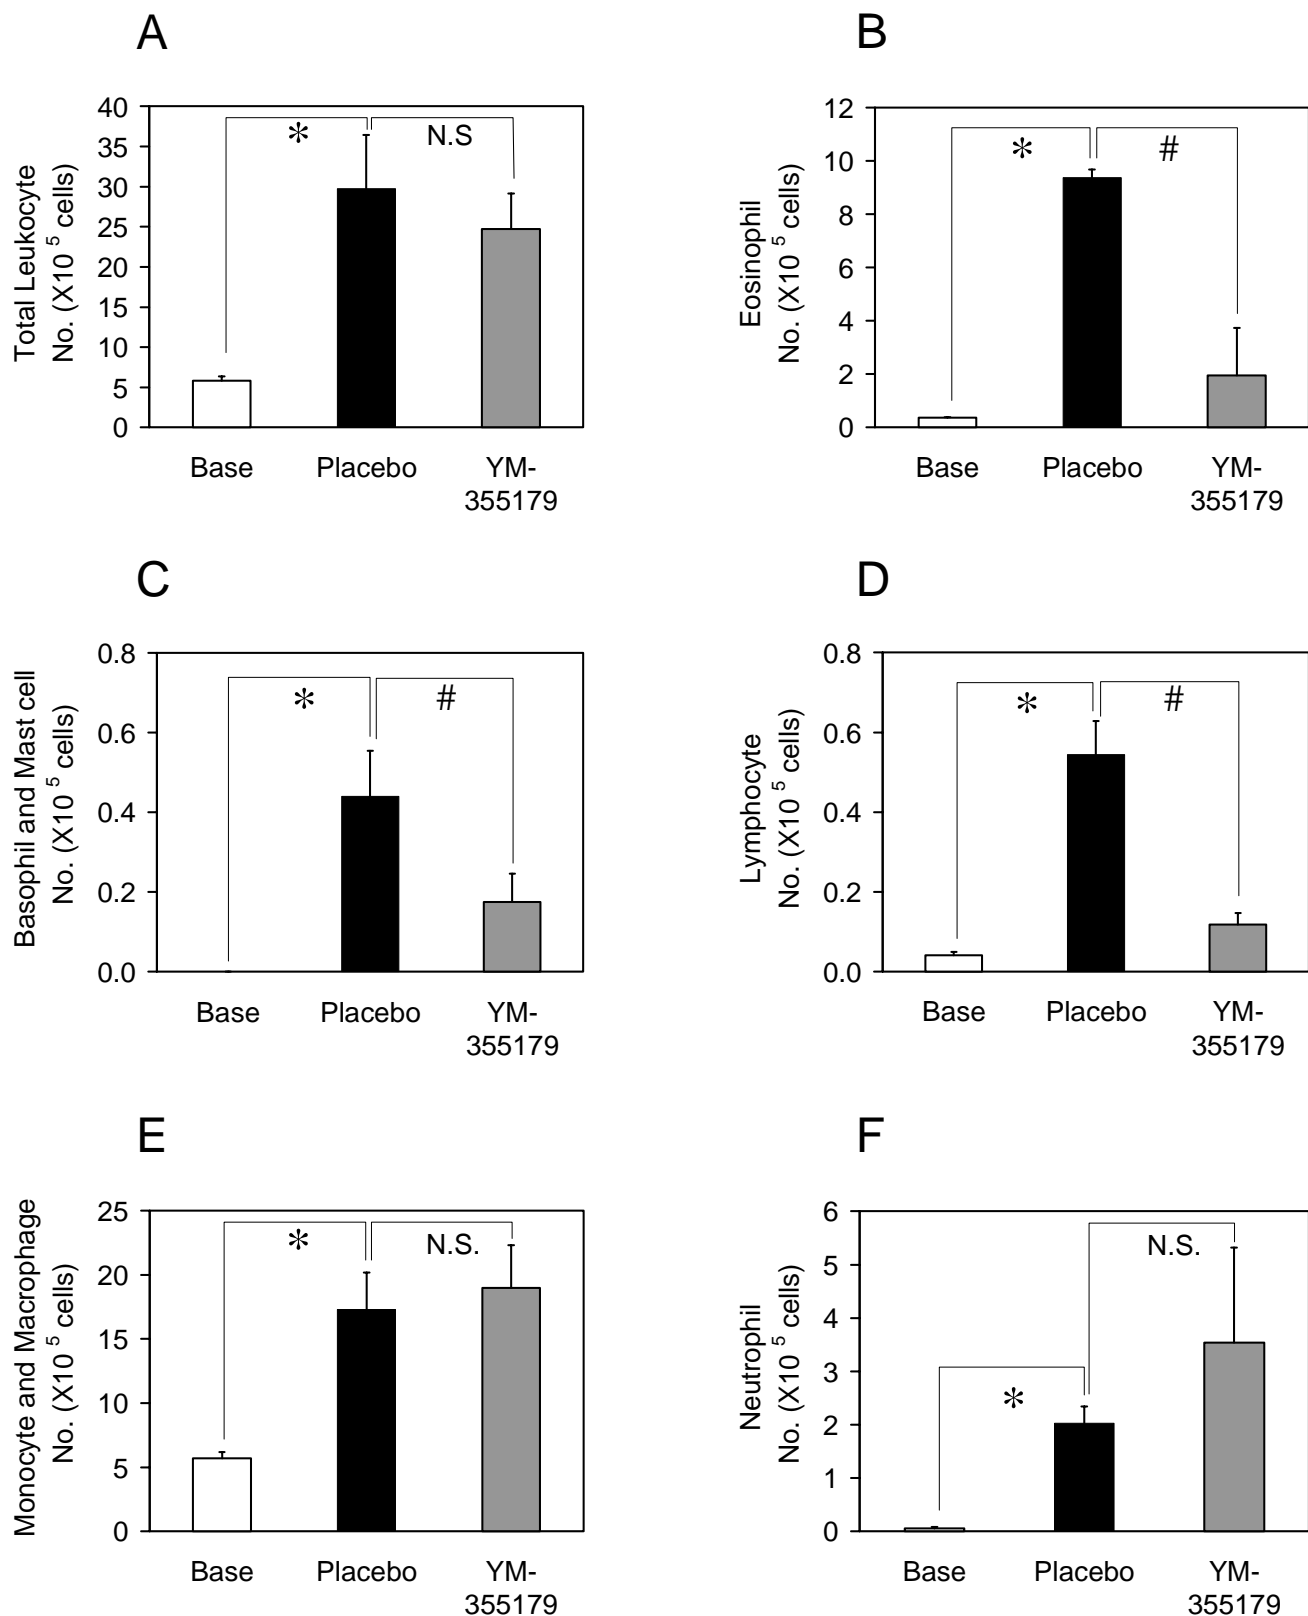 A
Total Leukocyte
No. (X10 5 cells)
40
35
30
25
20
15
10
5
0
*
N.S
Base
Placebo
YM-
355179
B
Eosinophil
No. (X10 5 cells)
12
10
8
6
4
2
0
*
#
Base
Placebo
YM-
355179
C
Basophil and Mast cell
No. (X10 5 cells)
0.8
0.6
0.4
0.2
0.0
*
#
Base
Placebo
YM-
355179
D
Lymphocyte
No. (X10 5 cells)
0.8
0.6
0.4
0.2
0.0
*
#
Base
Placebo
YM-
355179
E
Monocyte and Macrophage
No. (X10 5 cells)
25
20
15
10
5
0
*
N.S.
Base
Placebo
YM-
355179
F
Neutrophil
No. (X10 5 cells)
6
5
4
3
2
1
0
*
N.S.
Base
Placebo
YM-
355179